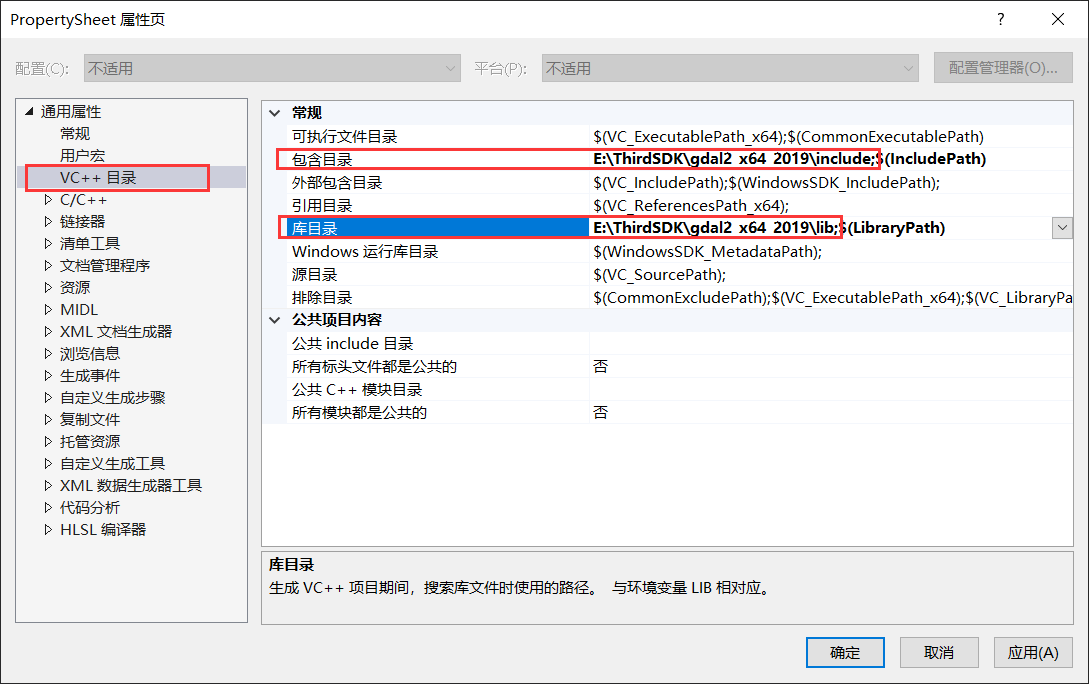 PropertySheet 属性页
?
配置(C): 不适用 平台(P): 不适用 配置管理器(O)...
通用属性
常规
用户宏
VC++ 目录
C/C++
链接器
清单工具
文档管理程序
资源
MIDL
XML 文档生成器
浏览信息
生成事件
自定义生成步骤
复制文件
托管资源
自定义生成工具
XML 数据生成器工具
代码分析
HLSL 编译器
常规
可执行文件目录 $(VC_ExecutablePath_x64);$(CommonExecutablePath)
包含目录 E:\ThirdSDK\gdal2_x64_2019\include;$(IncludePath)
外部包含目录 $(VC_IncludePath);$(WindowsSDK_IncludePath);
引用目录 $(VC_ReferencesPath_x64);
库目录 E:\ThirdSDK\gdal2_x64_2019\lib;$(LibraryPath)
Windows 运行库目录 $(WindowsSDK_MetadataPath);
源目录 $(VC_SourcePath);
排除目录 $(CommonExcludePath);$(VC_ExecutablePath_x64);$(VC_LibraryPa
公共项目内容
公共 include 目录
所有标头文件都是公共的 否
公共 C++ 模块目录
所有模块都是公共的 否
库目录
生成 VC++ 项目期间，搜索库文件时使用的路径。 与环境变量 LIB 相对应。
确定 取消 应用(A)